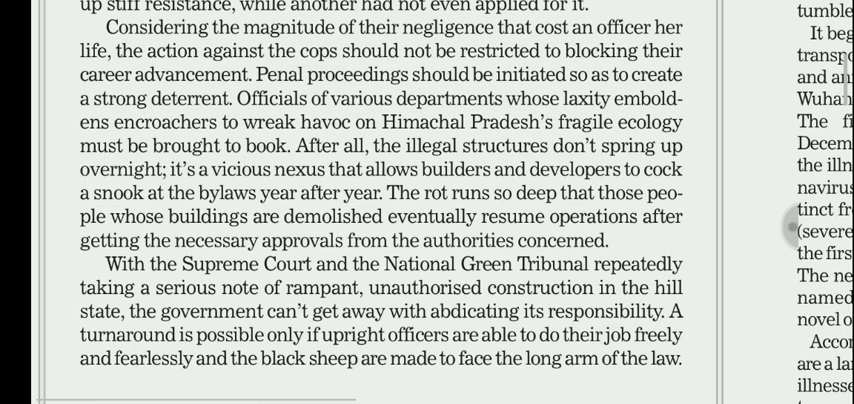 up stiff resistance, while another had not even applied for it.
Considering the magnitude of their negligence that cost an officer her
life, the action against the cops should not be restricted to blocking their
career advancement. Penal proceedings should be initiated so as to create
a strong deterrent. Officials of various departments whose laxity embold-
ens encroachers to wreak havoc on Himachal Pradesh's fragile ecology
must be brought to book. After all, the illegal structures don't spring up
overnight; it's a vicious nexus that allows builders and developers to cock
a snook at the bylaws year after year. The rot runs so deep that those peo-
ple whose buildings are demolished eventually resume operations after
getting the necessary approvals from the authorities concerned.
With the Supreme Court and the National Green Tribunal repeatedly
taking a serious note of rampant, unauthorised construction in the hill
state, the government can't get away with abdicating its responsibility. A
turnaround is possible only if upright officers are able to do their job freely
and fearlessly and the black sheep are made to face the long arm of the law.
tumble
It beg
transp
and an
Wuhan
The fi
Decem
the illn
navirus
tinct fr
(severe
the firs
The ne
named
novel o
Accor
are a la
illnesse